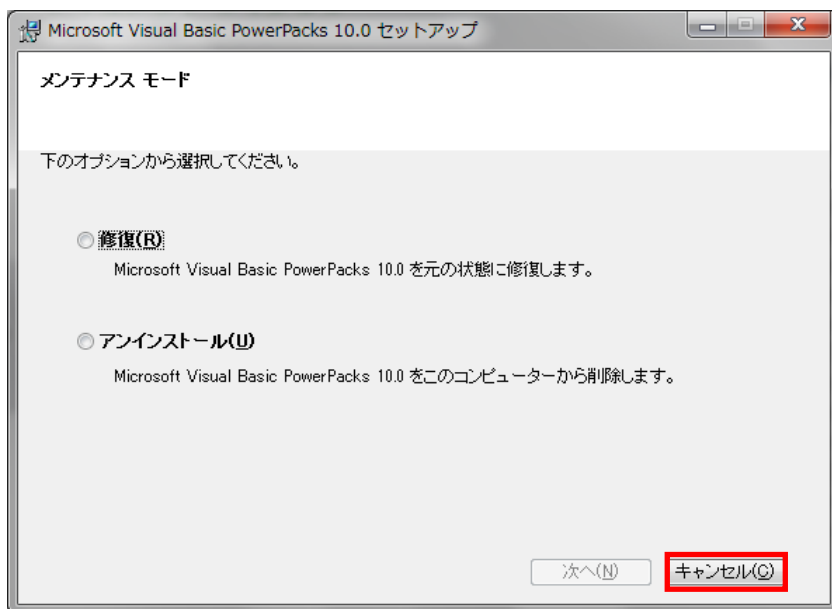 Microsoft Visual Basic PowerPacks 10.0 セットアップ
メンテナンス モード
下のオプションから選択してください。
修復(R)
Microsoft Visual Basic PowerPacks 10.0 を元の状態に修復します。
アンインストール(U)
Microsoft Visual Basic PowerPacks 10.0 をこのコンピューターから削除します。
次へ(N) キャンセル(C)